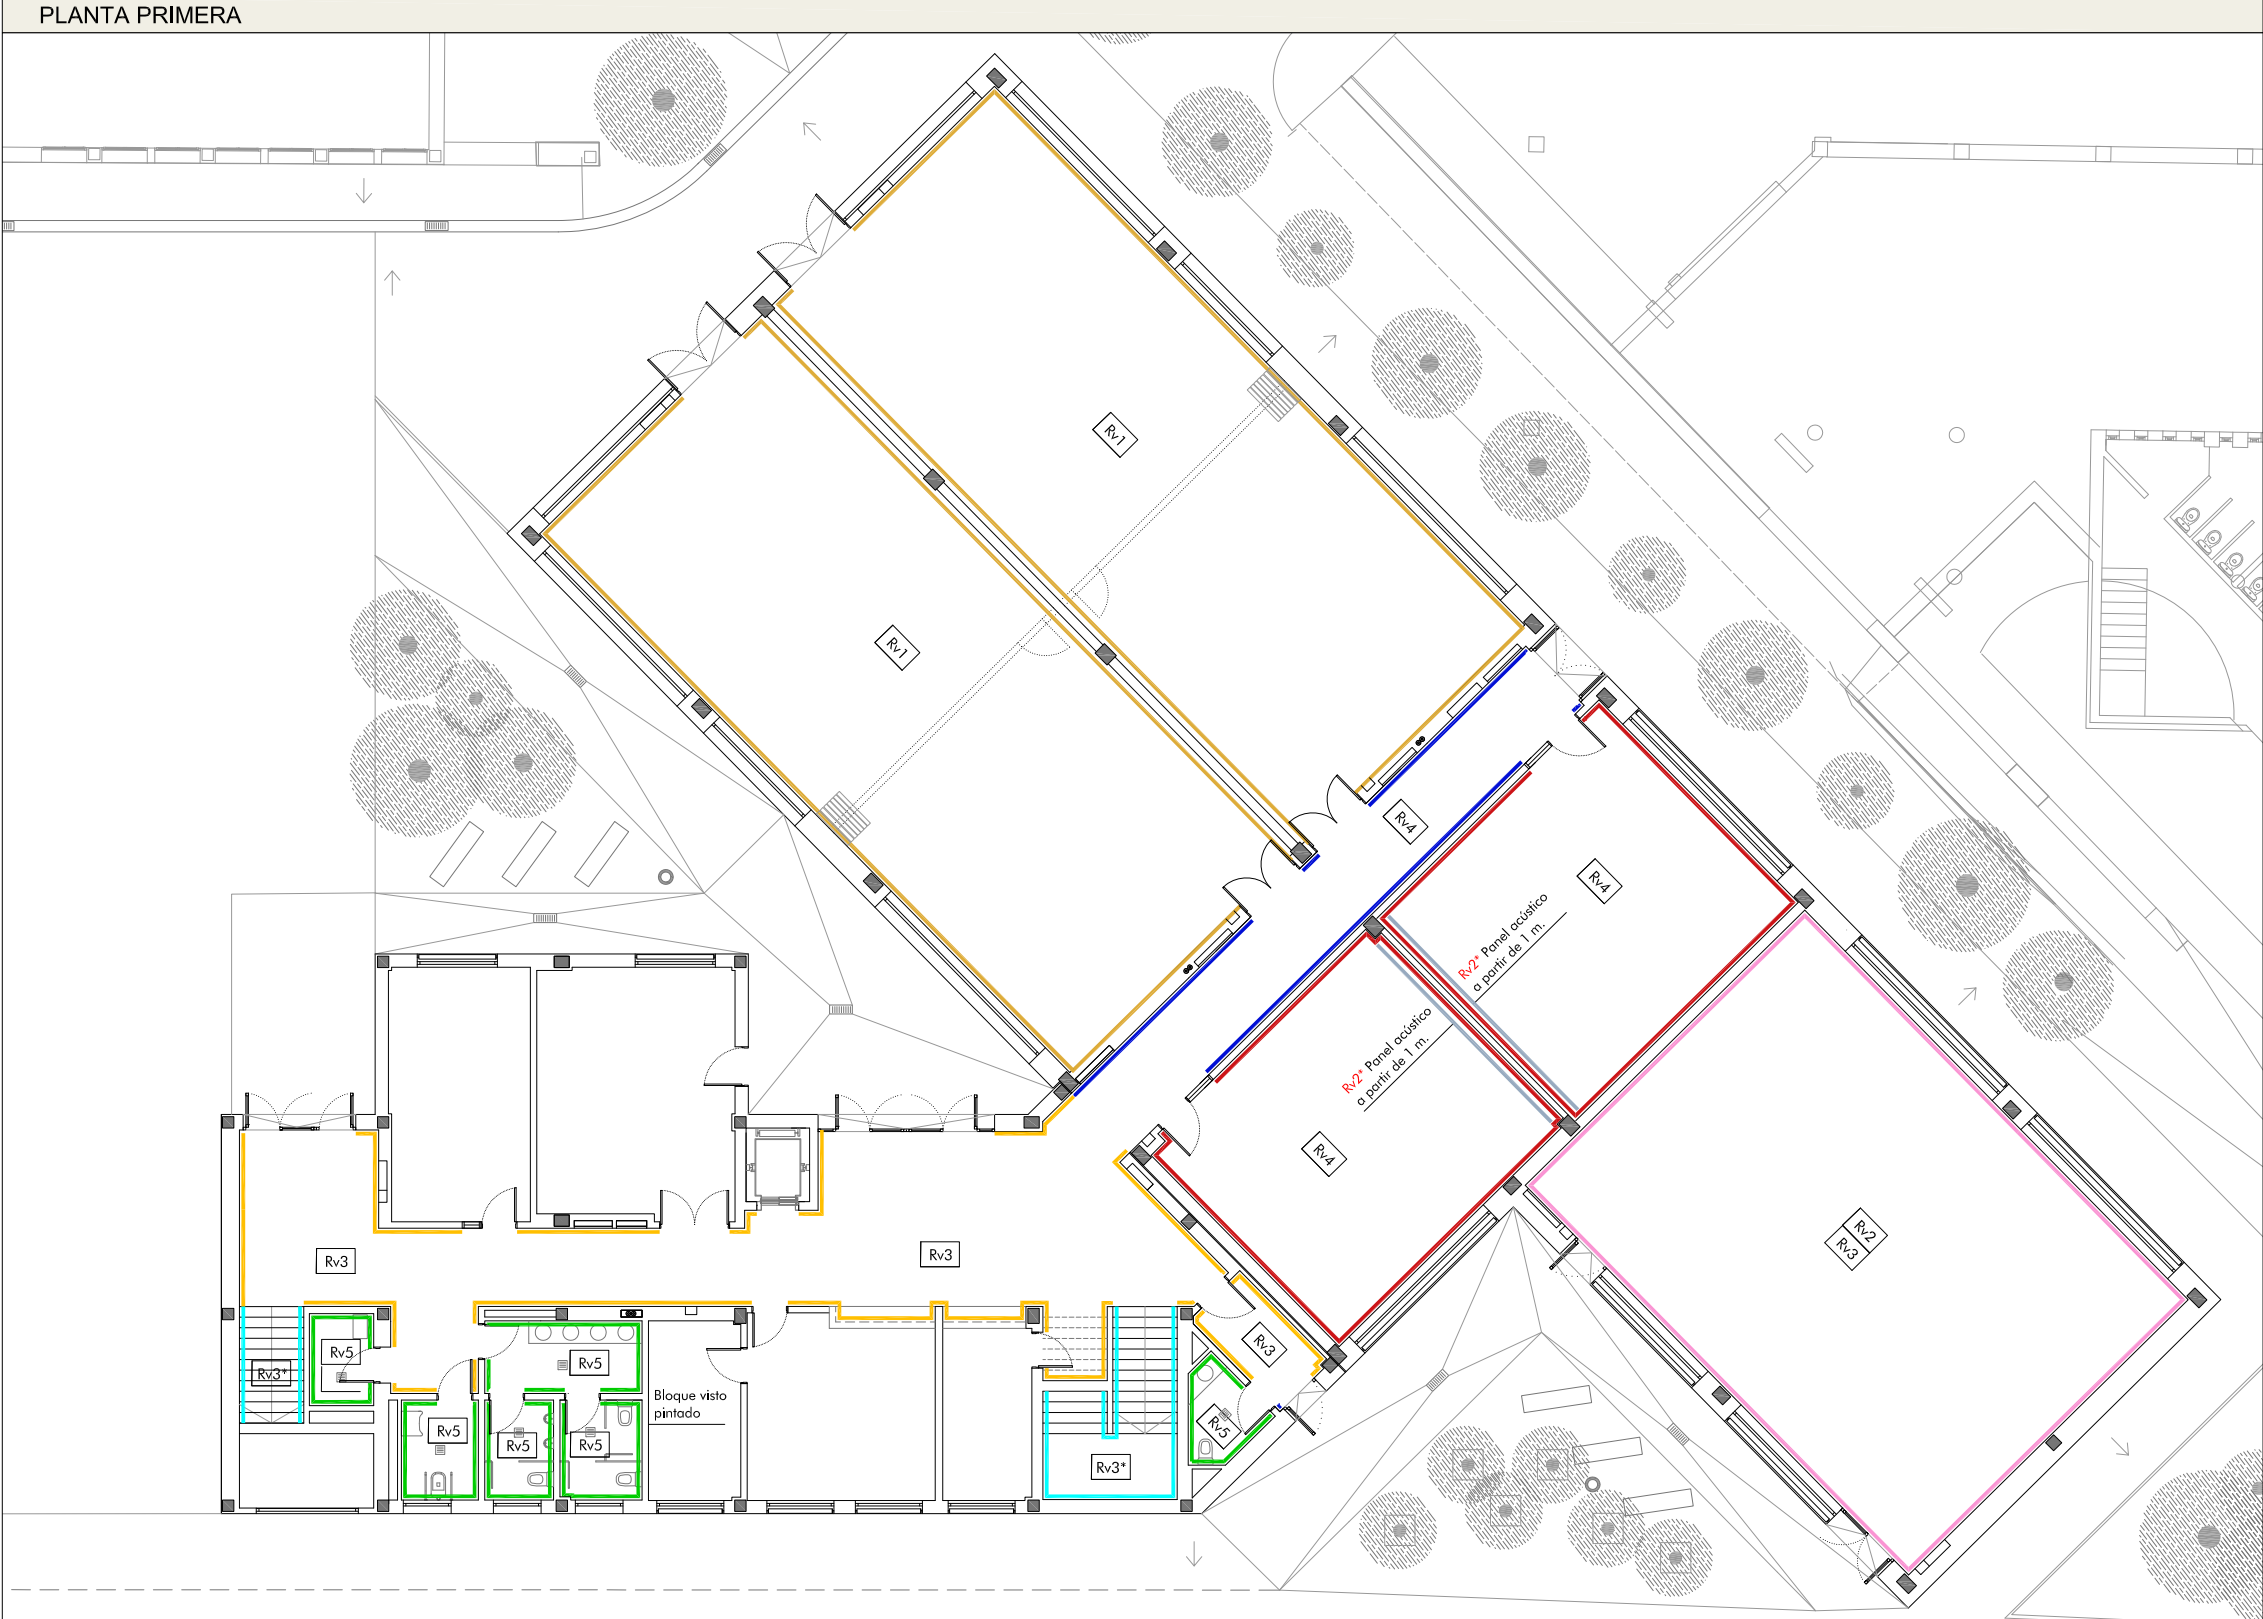 PLANTA PRIMERA
Rv1
Rv1
Rv4
Rv4
Rv2* Panel acústico
a partir de 1 m.
Rv2* Panel acústico
a partir de 1 m.
Rv4
Rv2
Rv3
Rv3
Rv3
Rv3
Rv5
Rv3*
Rv5
Bloque visto
pintado
Rv5
Rv5
Rv5
Rv5
Rv3*